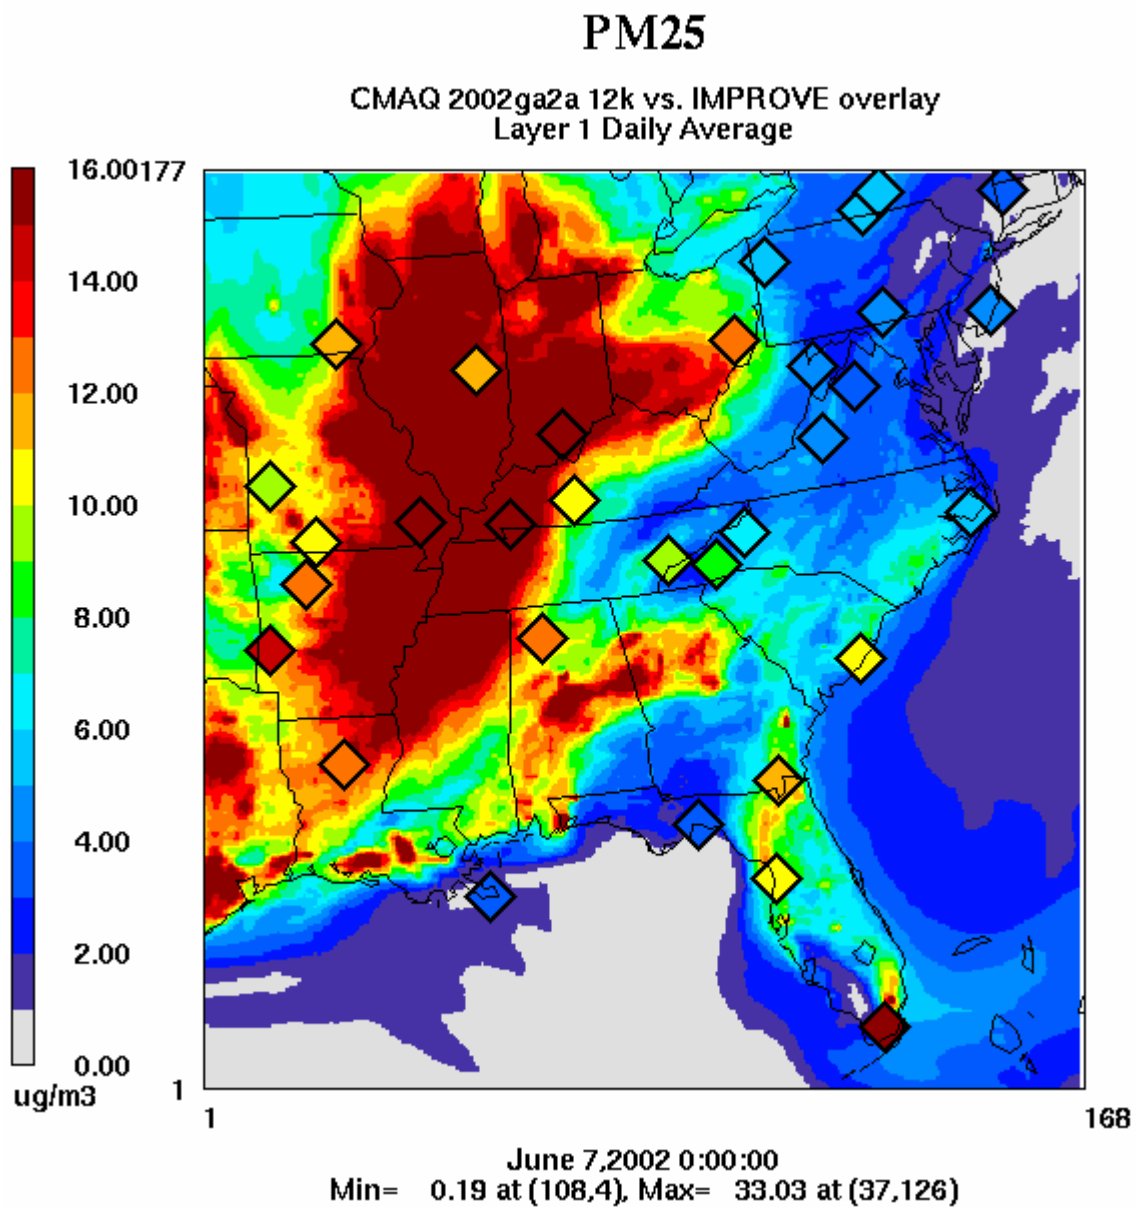 PM25
CMAQ 2002ga2a 12k vs. IMPROVE overlay
Layer 1 Daily Average
16.00
177
14.00
12.00
10.00
8.00
6.00
4.00
2.00
0.00
ug/m3
1
1
168
June 7,2002 0:00:00
Min= 0.19 at (108,4), Max= 33.03 at (37,126)